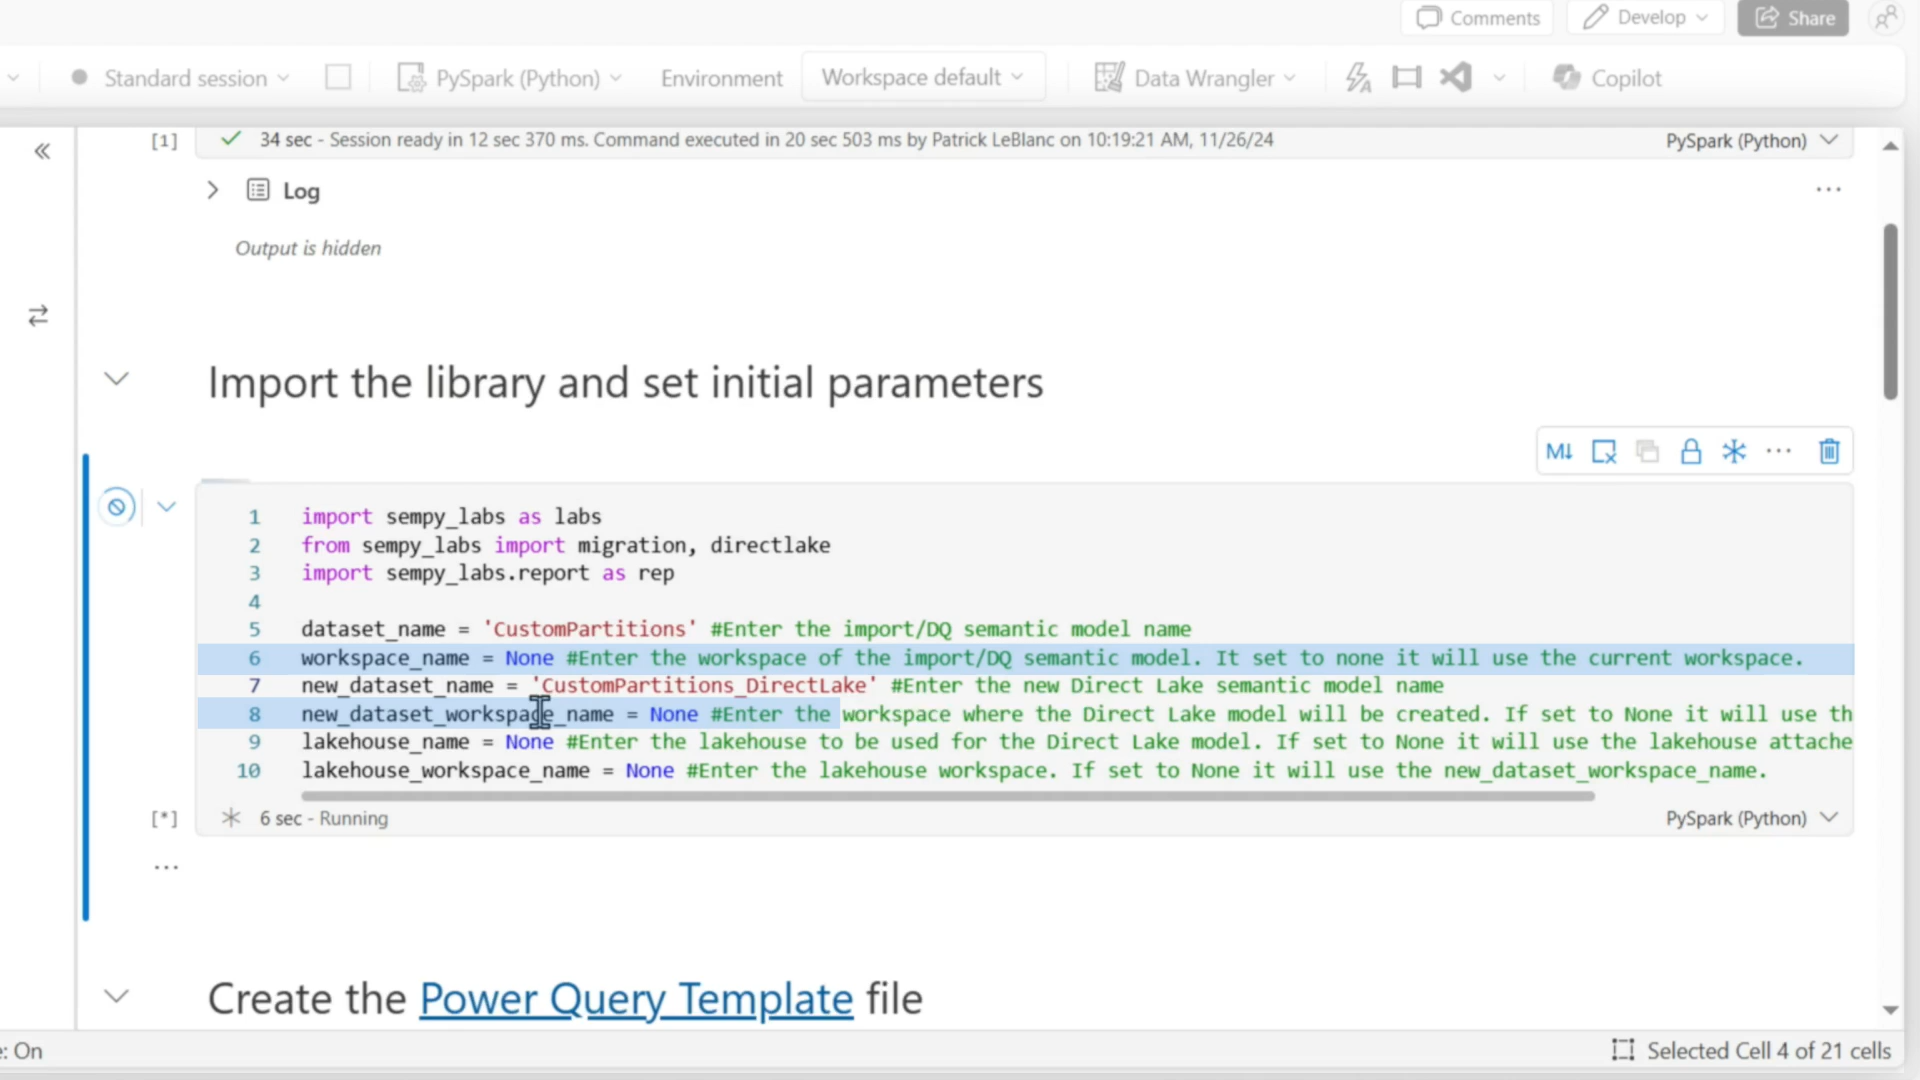 Comments
Develop
Share
Standard session
PySpark (Python)
Environment
Workspace default
Data Wrangler
Copilot
[1]
34 sec - Session ready in 12 sec 370 ms. Command executed in 20 sec 503 ms by Patrick LeBlanc on 10:19:21 AM, 11/26/24
PySpark (Python)
Log
Output is hidden
Import the library and set initial parameters
M↓
1 import sempy_labs as labs
2 from sempy_labs import migration, directlake
3 import sempy_labs.report as rep
4
5 dataset_name = 'CustomPartitions' #Enter the import/DQ semantic model name
6 workspace_name = None #Enter the workspace of the import/DQ semantic model. It set to none it will use the current workspace.
7 new_dataset_name = 'CustomPartitions_DirectLake' #Enter the new Direct Lake semantic model name
8 new_dataset_workspace_name = None #Enter the workspace where the Direct Lake model will be created. If set to None it will use th
9 lakehouse_name = None #Enter the lakehouse to be used for the Direct Lake model. If set to None it will use the lakehouse attache
10 lakehouse_workspace_name = None #Enter the lakehouse workspace. If set to None it will use the new_dataset_workspace_name.
[*]
6 sec - Running
PySpark (Python)
Create the Power Query Template file
e: On
Selected Cell 4 of 21 cells